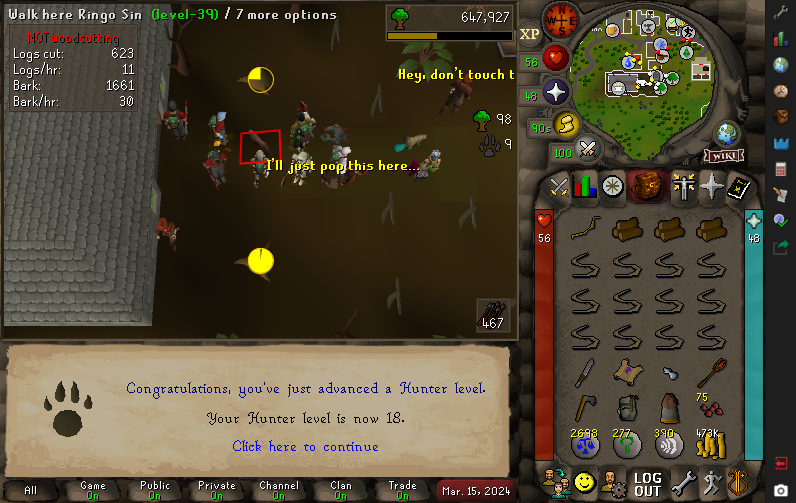 Walk here Ringo Sin (level-39) / 7 more options
647,927
XP
NOT woodcutting
Logs cut: 623
Logs/hr: 11
Bark: 1661
Bark/hr: 30
Hey, don't touch t
56
48
98
9
90s
100
WIKI
I'll just pop this here...
56
48
467
75
2698
277
390
473K
Congratulations, you've just advanced a Hunter level.
Your Hunter level is now 18.
Click here to continue
All
Game
On
Public
On
Private
On
Channel
On
Clan
On
Trade
On
Mar. 15, 2024
LOG
OUT